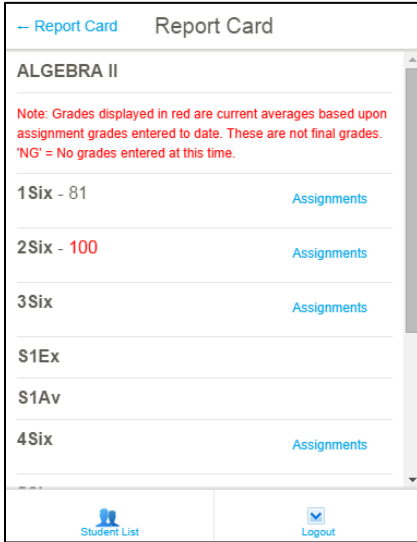 ← Report Card Report Card
ALGEBRA II
Note: Grades displayed in red are current averages based upon
assignment grades entered to date. These are not final grades.
'NG' = No grades entered at this time.
1Six - 81 Assignments
2Six - 100 Assignments
3Six Assignments
S1Ex
S1Av
4Six Assignments
Student List Logout